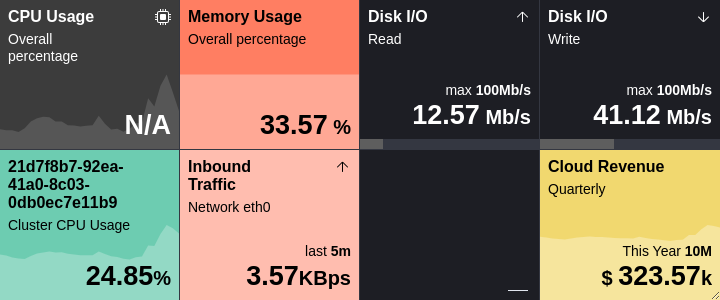 CPU Usage
Overall
percentage
N/A
Memory Usage
Overall percentage
33.57 %
Disk I/O
Read
max 100Mb/s
12.57 Mb/s
Disk I/O
Write
max 100Mb/s
41.12 Mb/s
21d7f8b7-92ea-
41a0-8c03-
0db0ec7e11b9
Cluster CPU Usage
24.85%
Inbound
Traffic
Network eth0
last 5m
3.57KBps
Cloud Revenue
Quarterly
This Year 10M
$ 323.57k